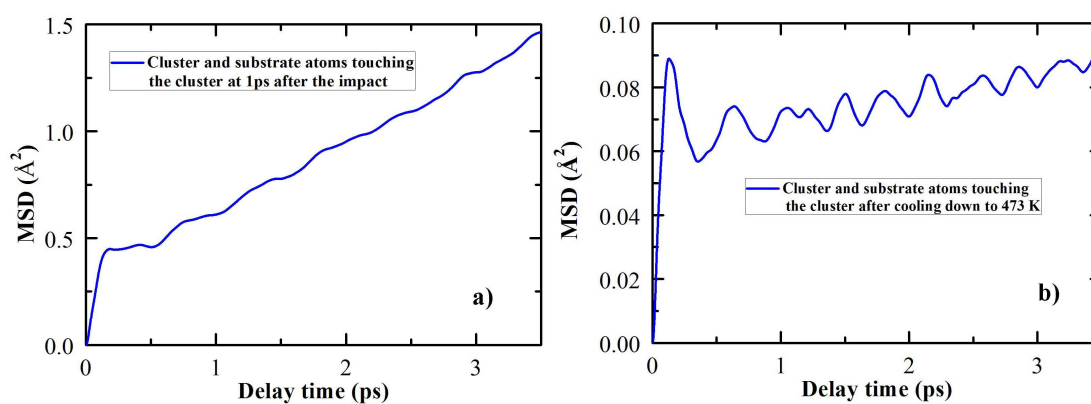 a)
1.5
1.0
0.5
0.0
MSD (Å²)
Cluster and substrate atoms touching
the cluster at 1ps after the impact
0
1
2
3
Delay time (ps)
b)
0.10
0.08
0.06
0.04
0.02
0.00
MSD (Å²)
Cluster and substrate atoms touching
the cluster after cooling down to 473 K
0
1
2
3
Delay time (ps)